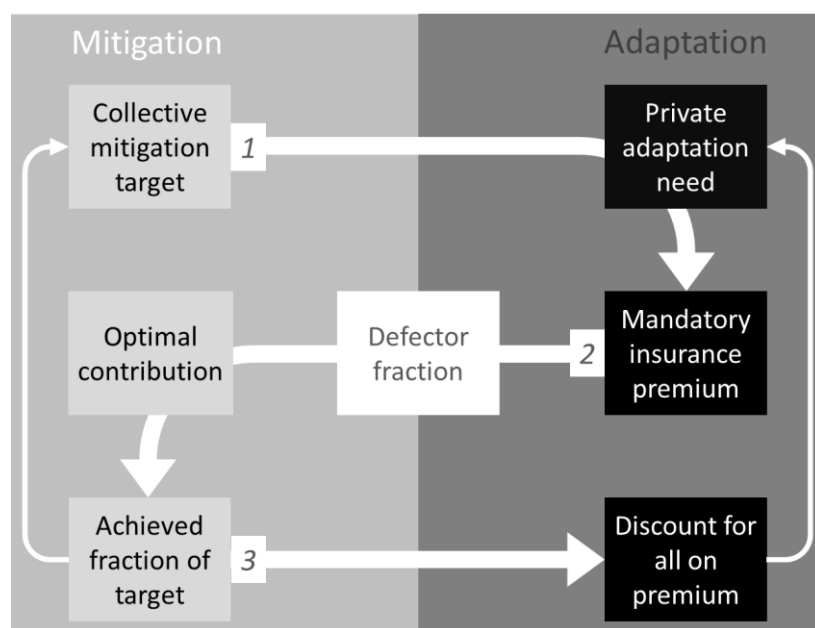 Mitigation
Adaptation
Collective
mitigation
target
1
Private
adaptation
need
Optimal
contribution
Defector
fraction
2
Mandatory
insurance
premium
Achieved
fraction of
target
3
Discount for
all on
premium